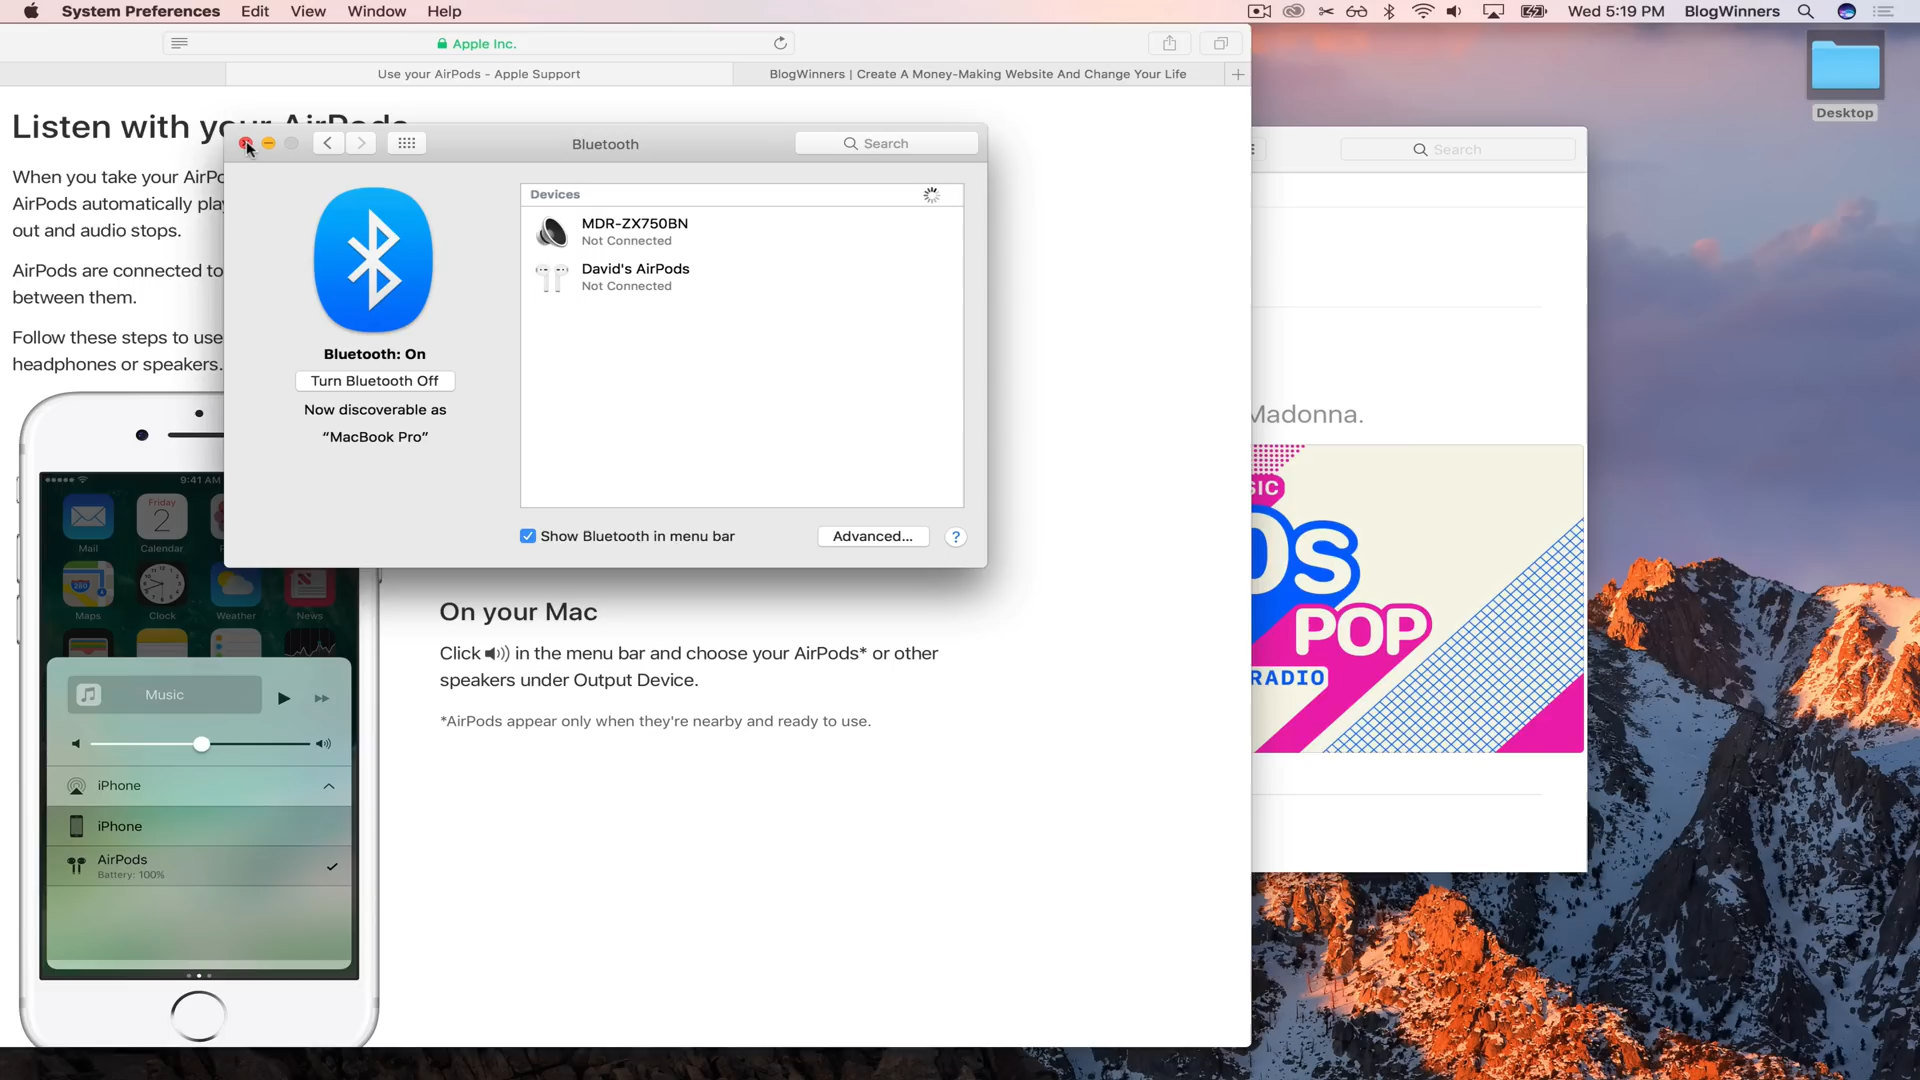 System Preferences Edit View Window Help
Wed 5:19 PM BlogWinners
Apple Inc.
Use your AirPods - Apple Support
BlogWinners | Create A Money-Making Website And Change Your Life
Desktop
Listen with your AirPods
When you take your AirPo
AirPods automatically play
out and audio stops.
AirPods are connected to
between them.
Follow these steps to use
headphones or speakers.
Bluetooth
Search
Devices
MDR-ZX750BN
Not Connected
David's AirPods
Not Connected
Bluetooth: On
Turn Bluetooth Off
Now discoverable as
“MacBook Pro”
Show Bluetooth in menu bar
Advanced...
?
9:41 AM
Friday
2
Mail
Calendar
280
Maps
Clock
Weather
News
Music
iPhone
iPhone
AirPods
Battery: 100%
On your Mac
Click in the menu bar and choose your AirPods* or other
speakers under Output Device.
*AirPods appear only when they're nearby and ready to use.
Search
Madonna.
SIC
0s
POP
RADIO